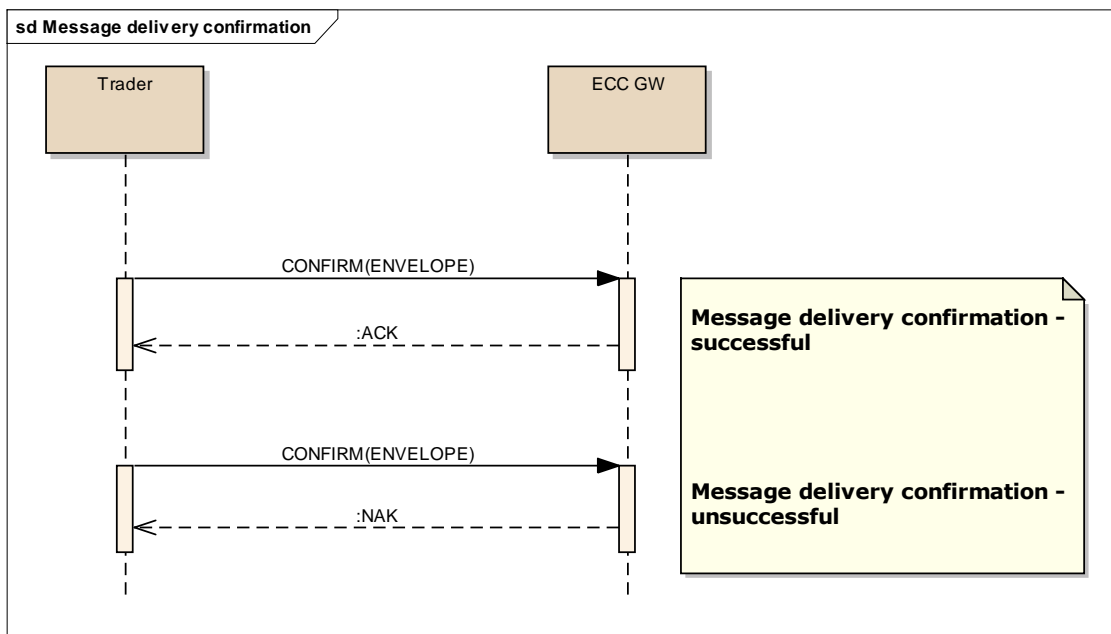 sd Message delivery confirmation
Trader
ECC GW
CONFIRM(ENVELOPE)
:ACK
Message delivery confirmation -
successful
CONFIRM(ENVELOPE)
:NAK
Message delivery confirmation -
unsuccessful